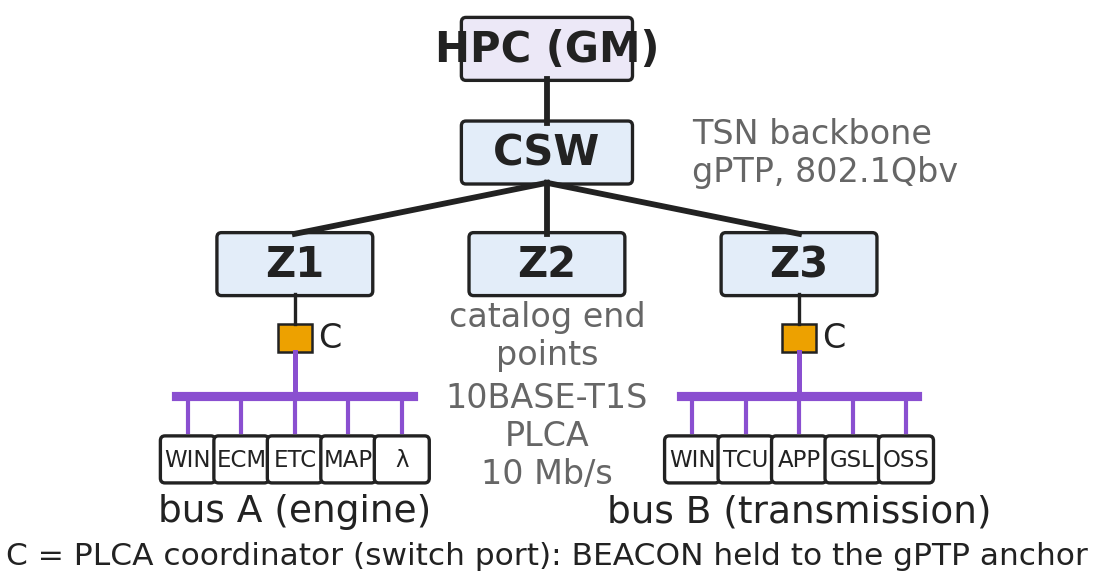 HPC (GM)
CSW
TSN backbone
gPTP, 802.1Qbv
Z1
Z2
Z3
C
catalog end
points
C
10BASE-T1S
PLCA
10 Mb/s
WIN
ECM
ETC
MAP
λ
WIN
TCU
APP
GSL
OSS
bus A (engine)
bus B (transmission)
C = PLCA coordinator (switch port): BEACON held to the gPTP anchor